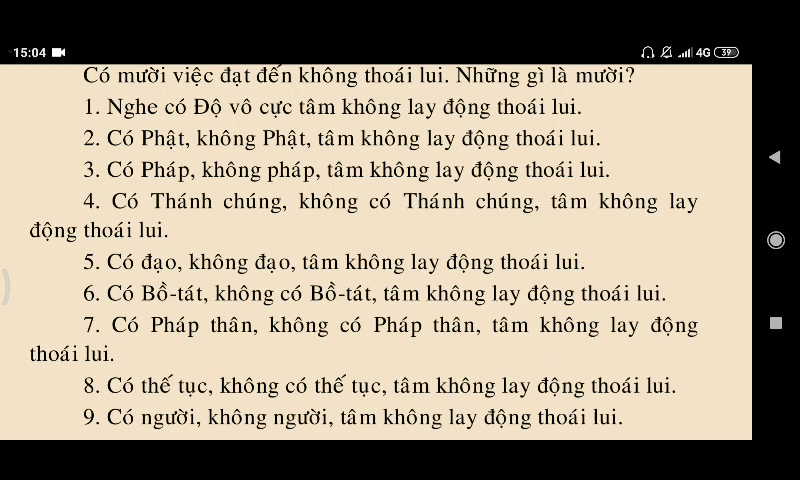 15:04
4G 39
Có mười việc đạt đến không thoái lui. Những gì là mười?
1. Nghe có Độ vô cực tâm không lay động thoái lui.
2. Có Phật, không Phật, tâm không lay động thoái lui.
3. Có Pháp, không pháp, tâm không lay động thoái lui.
4. Có Thánh chúng, không có Thánh chúng, tâm không lay
động thoái lui.
5. Có đạo, không đạo, tâm không lay động thoái lui.
6. Có Bồ-tát, không có Bồ-tát, tâm không lay động thoái lui.
7. Có Pháp thân, không có Pháp thân, tâm không lay động
thoái lui.
8. Có thế tục, không có thế tục, tâm không lay động thoái lui.
9. Có người, không người, tâm không lay động thoái lui.